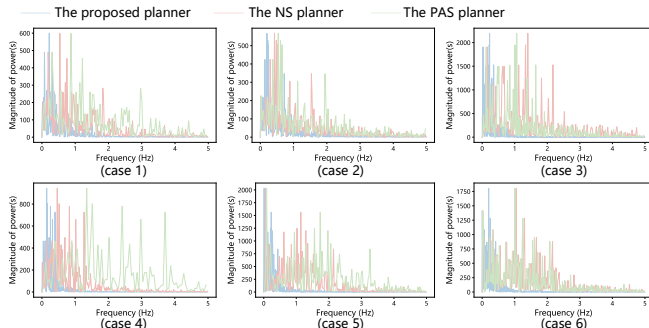 The proposed planner The NS planner The PAS planner
Magnitude of power(s)
600
500
400
300
200
100
0
0 1 2 3 4 5
Frequency (Hz)
(case 1)
Magnitude of power(s)
500
400
300
200
100
0
0 1 2 3 4 5
Frequency (Hz)
(case 2)
Magnitude of power(s)
2000
1500
1000
500
0
0 1 2 3 4 5
Frequency (Hz)
(case 3)
Magnitude of power(s)
800
600
400
200
0
0 1 2 3 4 5
Frequency (Hz)
(case 4)
Magnitude of power(s)
2000
1750
1500
1250
1000
750
500
250
0
0 1 2 3 4 5
Frequency (Hz)
(case 5)
Magnitude of power(s)
1750
1500
1250
1000
750
500
250
0
0 1 2 3 4 5
Frequency (Hz)
(case 6)